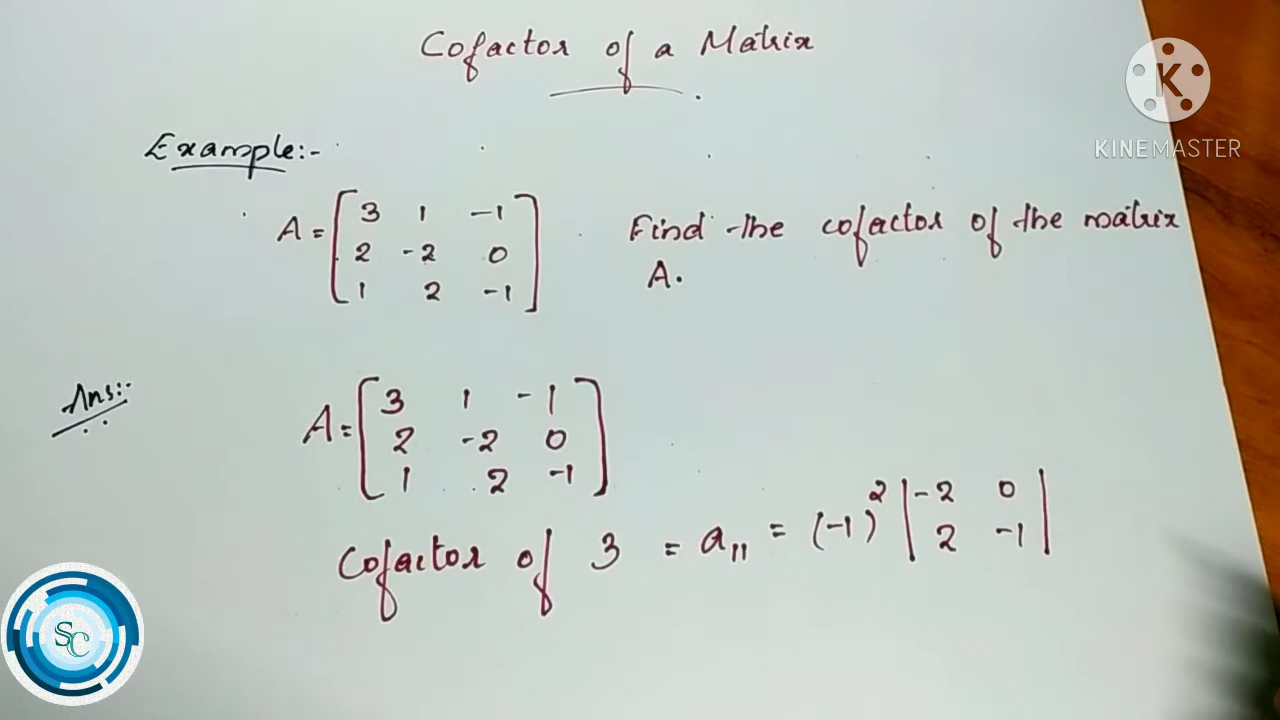 Cofactor of a Matrix
K
KINEMASTER
Example:-
A = [ 3 1 -1
2 -2 0
1 2 -1 ]
Find the cofactor of the matrix
A.
Ans:-
A = [ 3 1 -1
2 -2 0
1 2 -1 ]
Cofactor of 3 = a₁₁ = (-1)² | -2 0
2 -1 |
SC